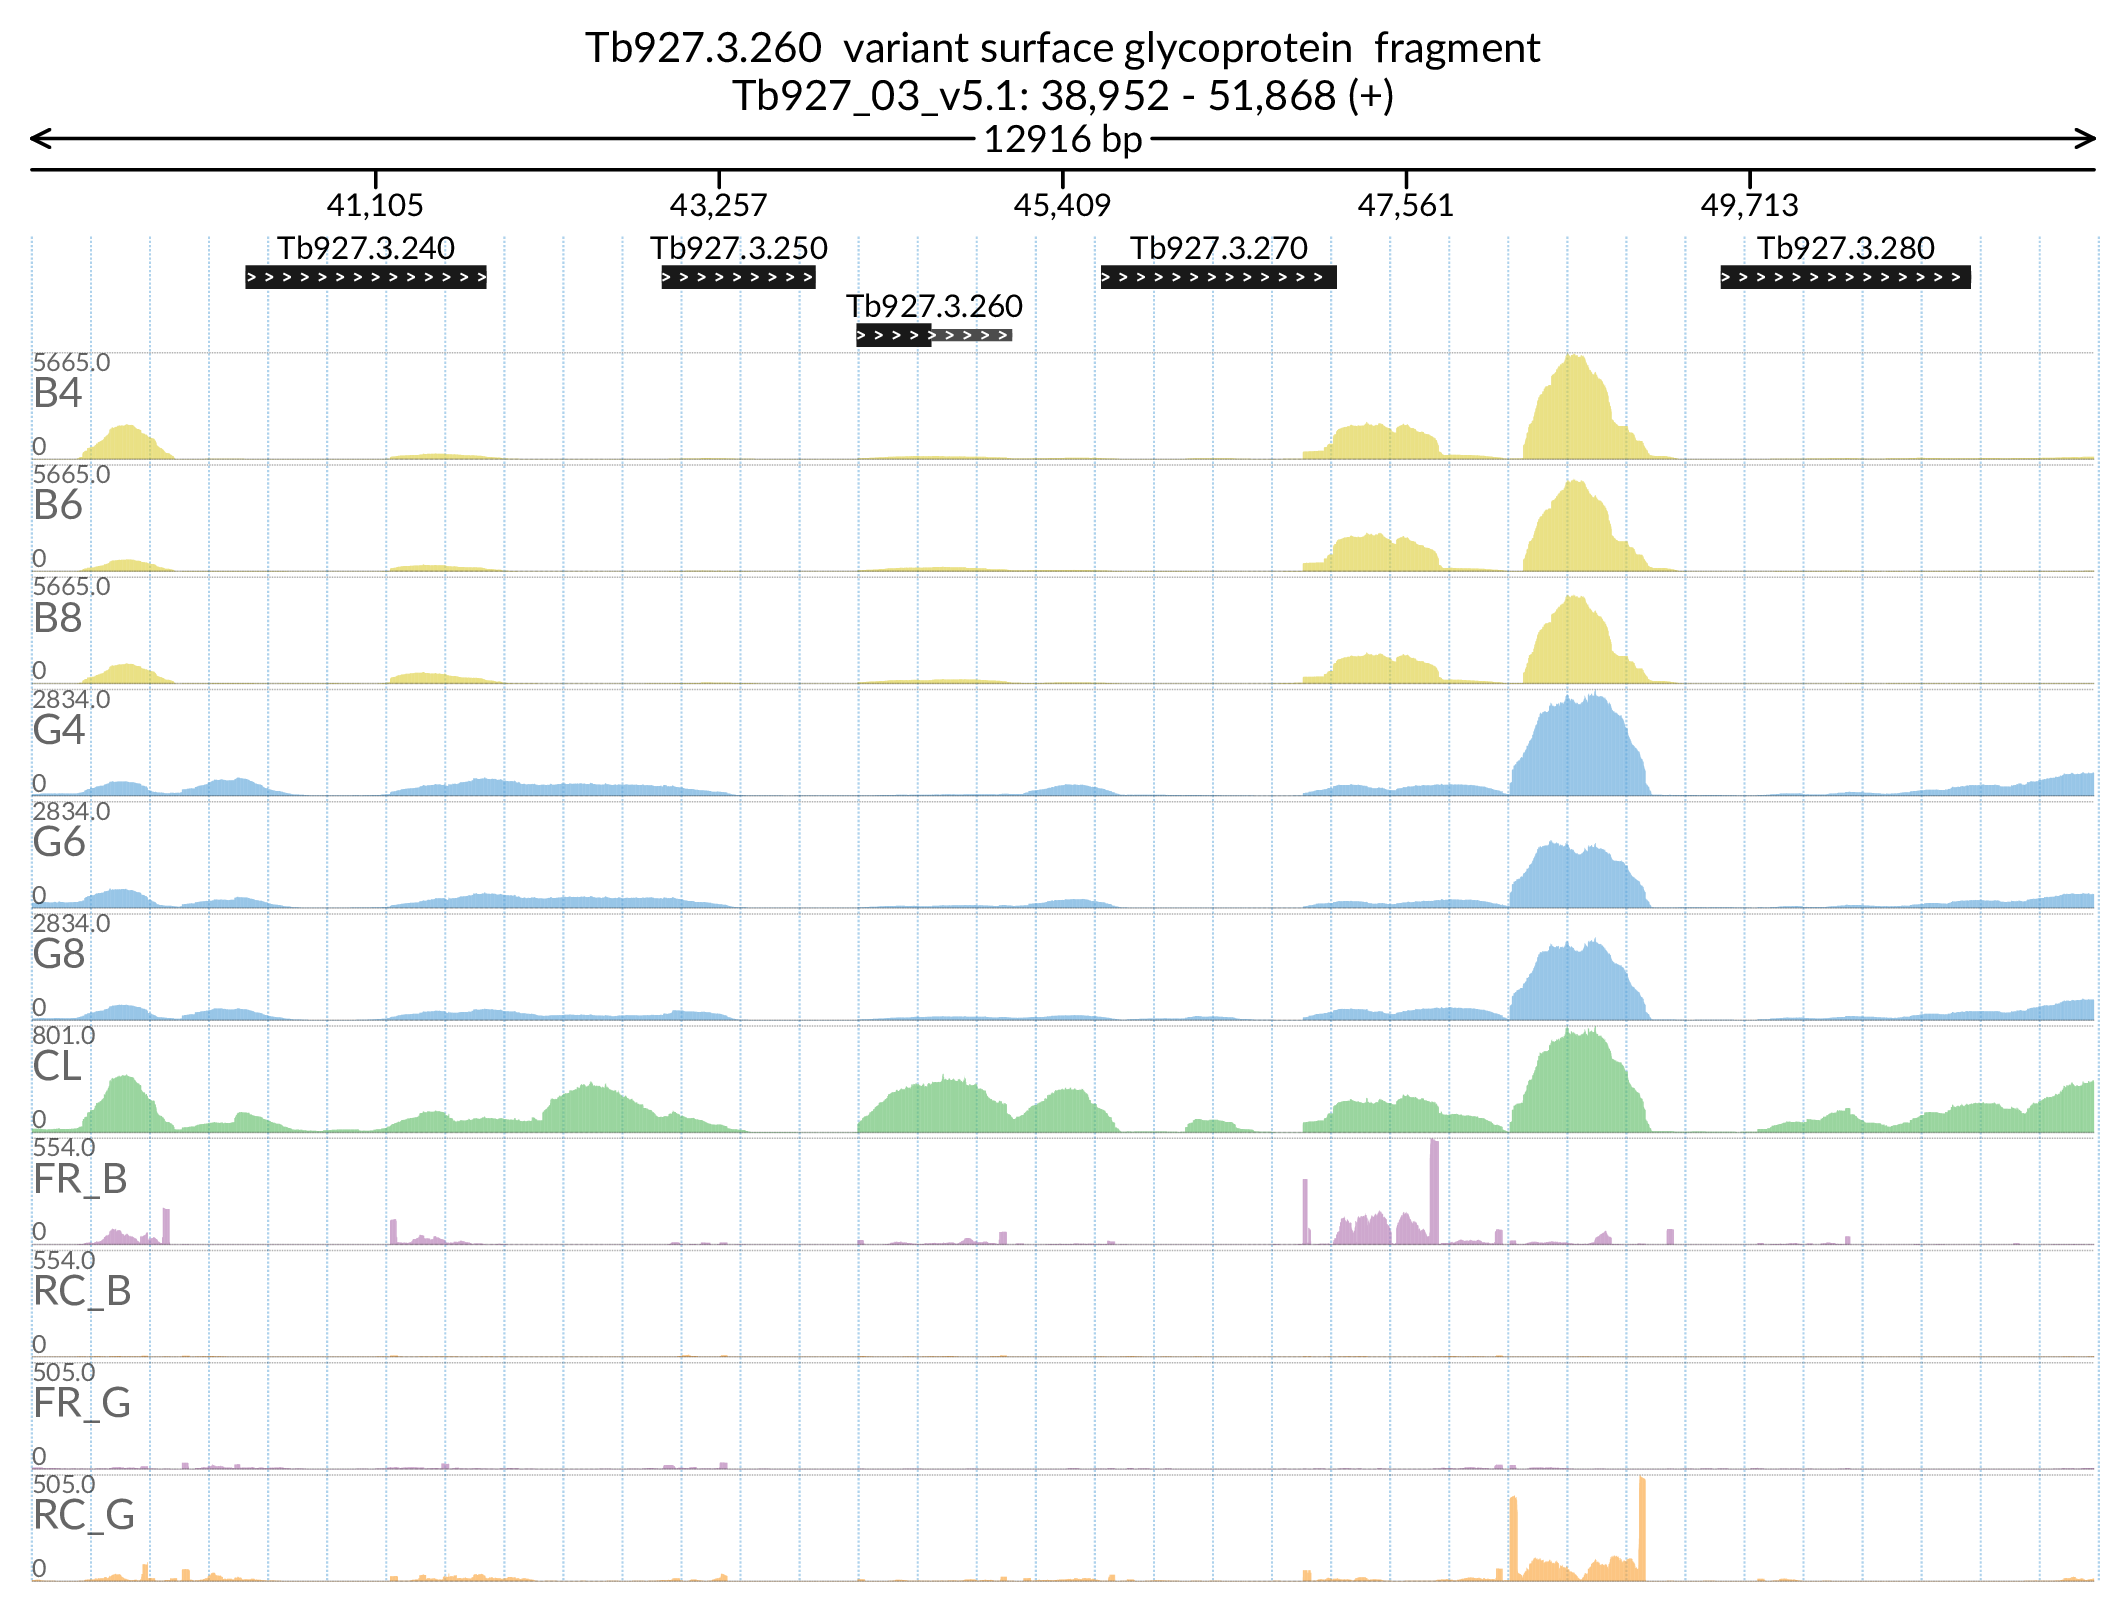 Tb927.3.260 variant surface glycoprotein fragment
Tb927_03_v5.1: 38,952 - 51,868 (+)
12916 bp
41,105 43,257 45,409 47,561 49,713
Tb927.3.240 Tb927.3.250 Tb927.3.270 Tb927.3.280
Tb927.3.260
5665.0
B4
0
5665.0
B6
0
5665.0
B8
0
2834.0
G4
0
2834.0
G6
0
2834.0
G8
0
801.0
CL
0
554.0
FR_B
0
554.0
RC_B
0
505.0
FR_G
0
505.0
RC_G
0